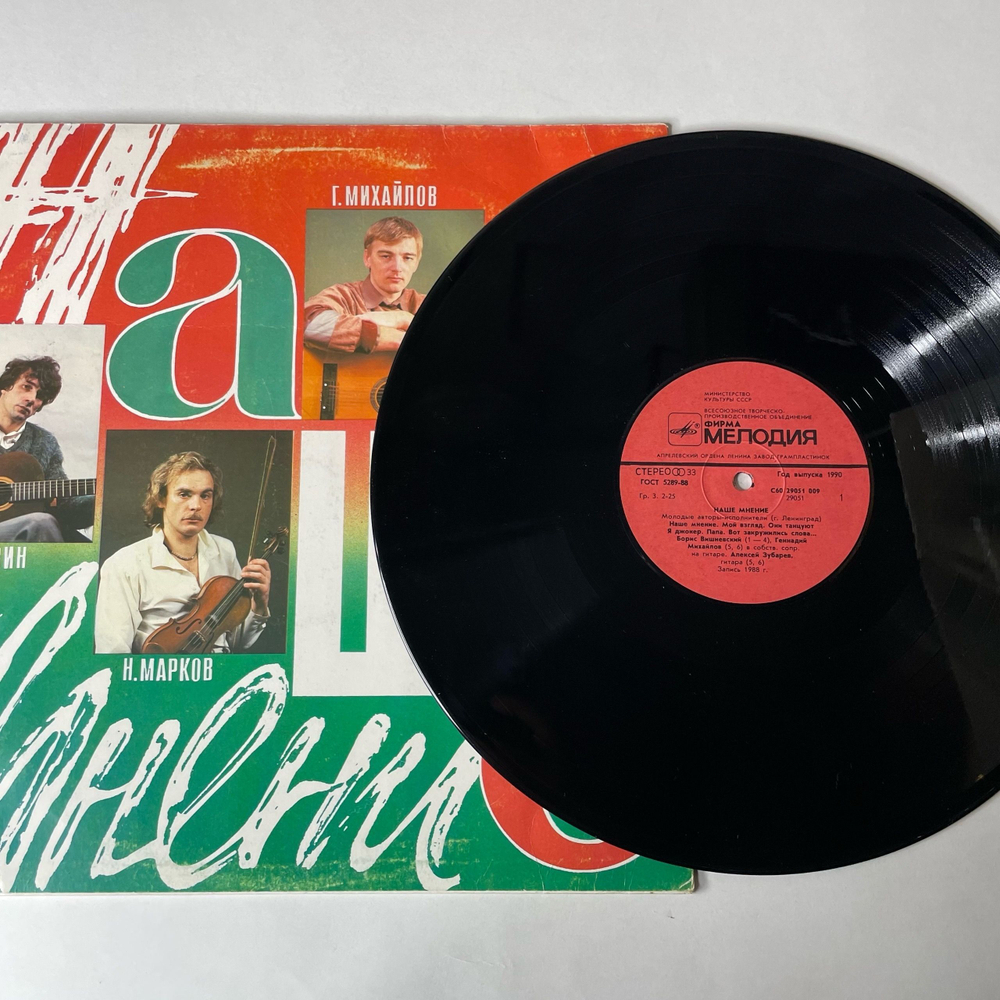 На
Г. МИХАЙЛОВ
Н. МАРКОВ
Мнени
МИНИСТЕРСТВО
КУЛЬТУРЫ СССР
ВСЕСОЮЗНОЕ ТВОРЧЕСКО-
ПРОИЗВОДСТВЕННОЕ ОБЪЕДИНЕНИЕ
ФИРМА
МЕЛОДИЯ
АПРЕЛЕВСКИЙ ОРДЕНА ЛЕНИНА ЗАВОД ГРАМПЛАСТИНОК
СТЕРЕО 33 Год выпуска 1990
ГОСТ 5289-88 С60 29051 009
Гр. 3. 2-25 29051 1
НАШЕ МНЕНИЕ
Молодые авторы-исполнители (г. Ленинград)
Наше мнение. Мой взгляд. Они танцуют
Я джокер. Папа. Вот закружились слова...
Борис Вишневский (1 — 4), Геннадий
Михайлов (5, 6) в собств. сопр.
на гитаре. Алексей Зубарев,
гитара (5, 6)
Запись 1988 г.